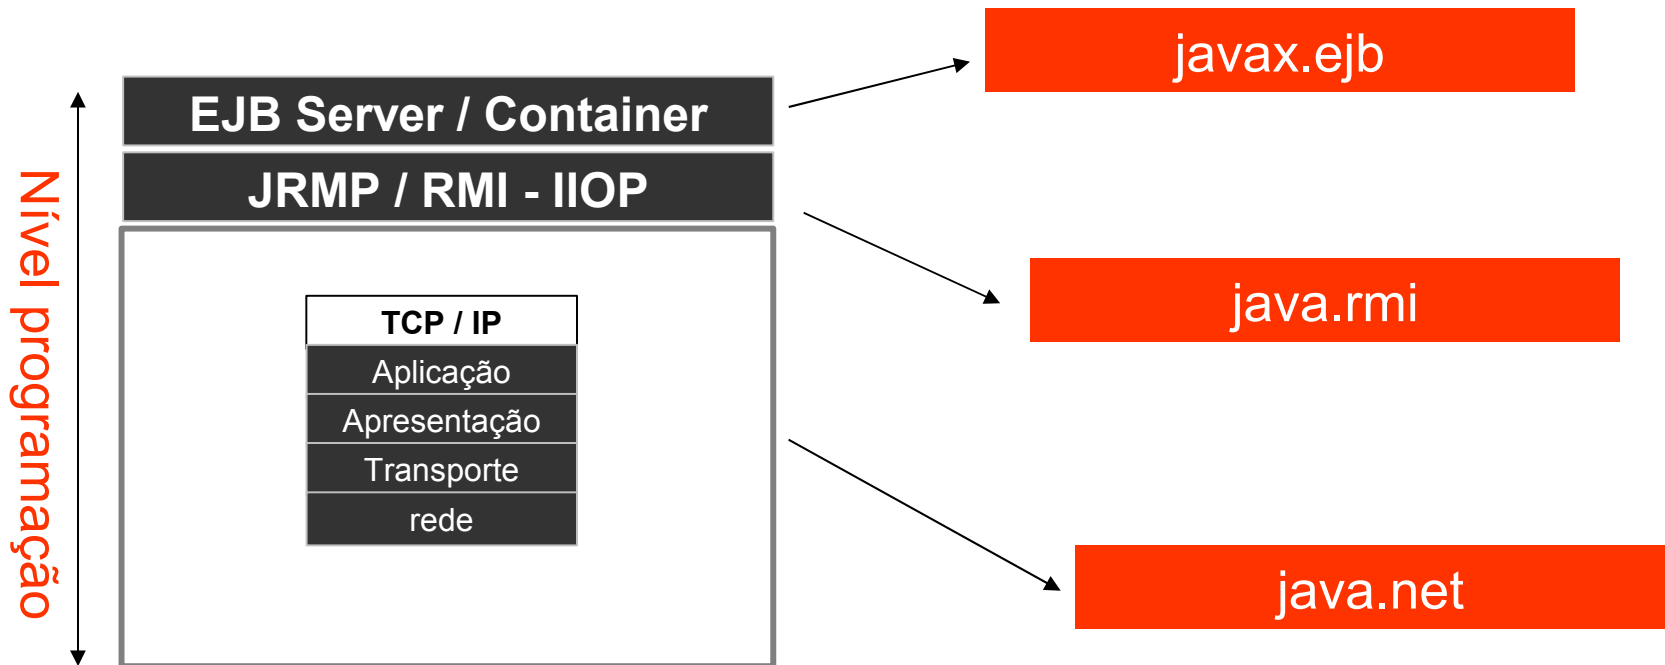 javax.ejb
EJB Server / Container
JRMP / RMI - IIOP
java.rmi
Nível programação
TCP / IP
Aplicação
Apresentação
Transporte
rede
java.net